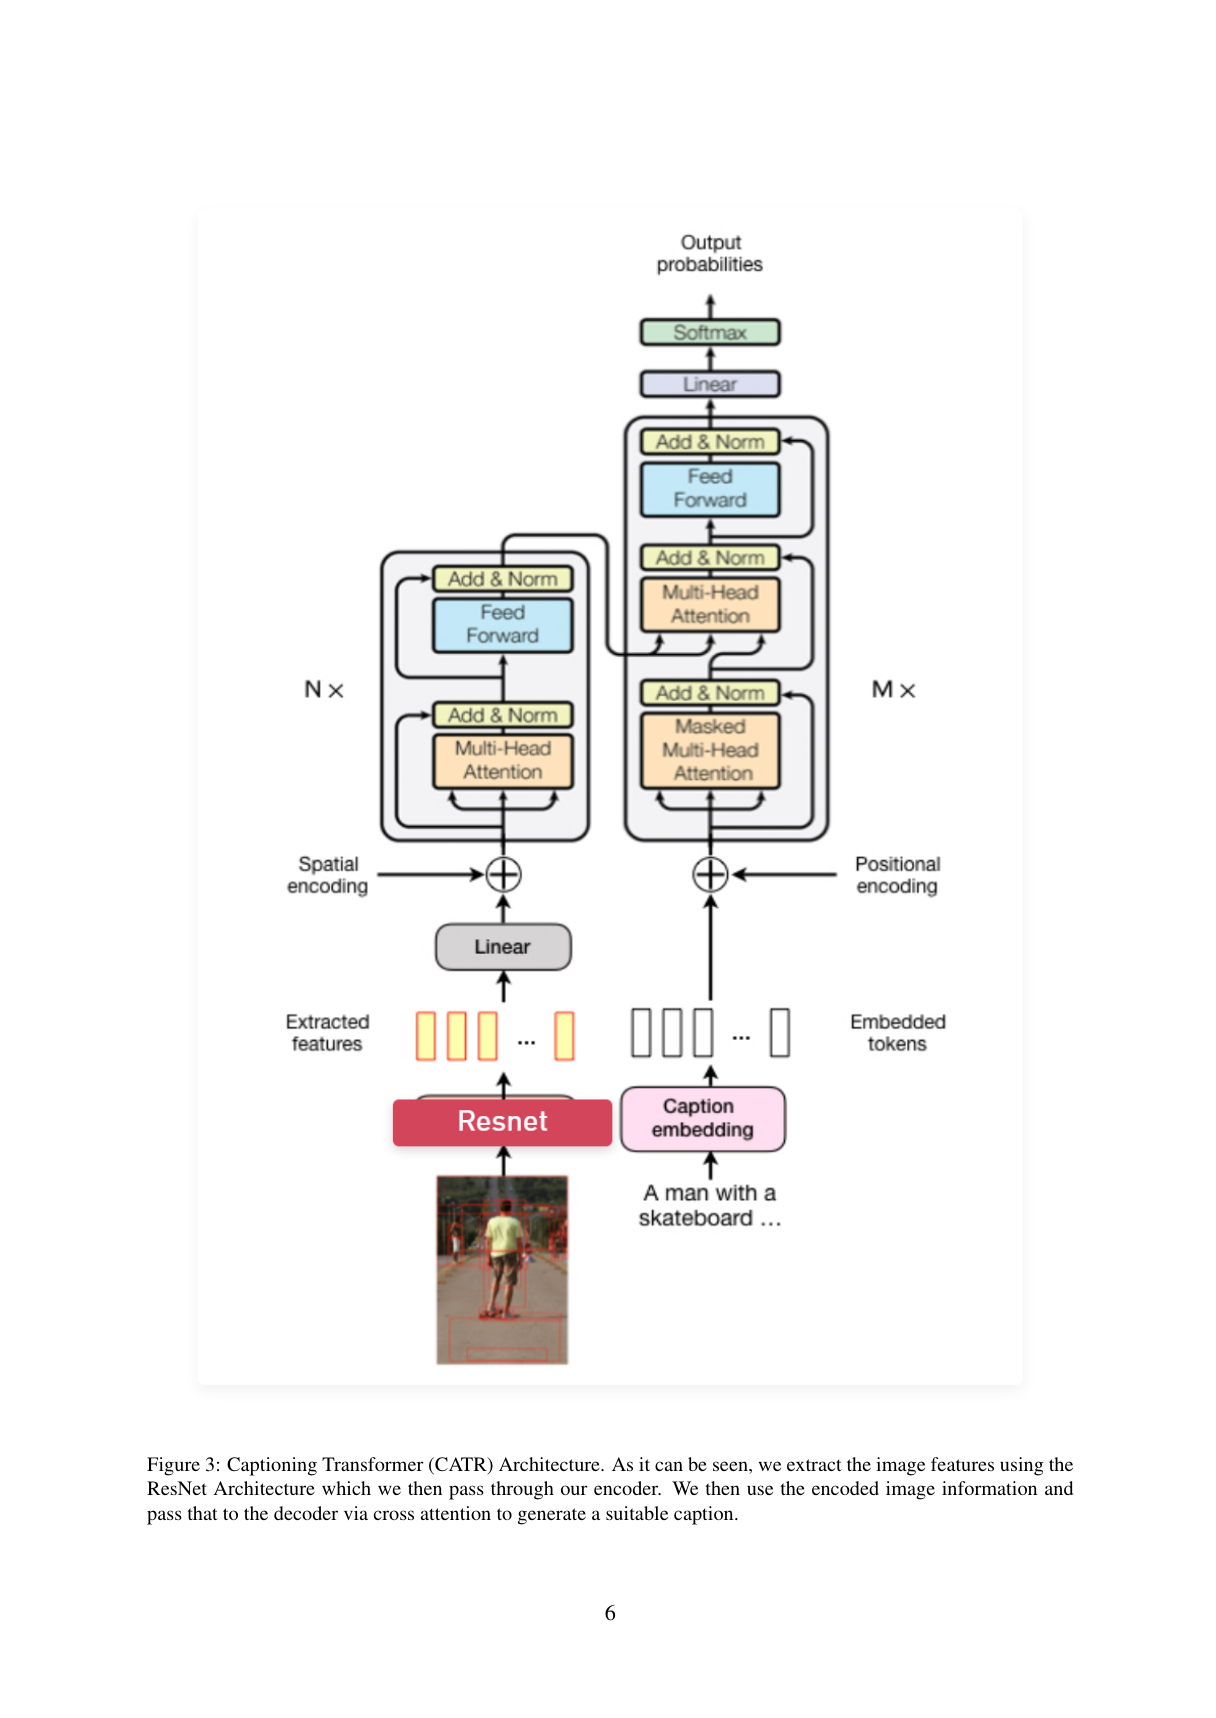 Output
probabilities
Softmax
Linear
Add & Norm
Feed
Forward
Add & Norm
Multi-Head
Attention
Add & Norm
Masked
Multi-Head
Attention
M ×
Add & Norm
Feed
Forward
Add & Norm
Multi-Head
Attention
N ×
Spatial
encoding
Positional
encoding
Linear
Extracted
features
...
...
Embedded
tokens
Resnet
Caption
embedding
A man with a
skateboard ...
Figure 3: Captioning Transformer (CATR) Architecture. As it can be seen, we extract the image features using the
ResNet Architecture which we then pass through our encoder. We then use the encoded image information and
pass that to the decoder via cross attention to generate a suitable caption.
6